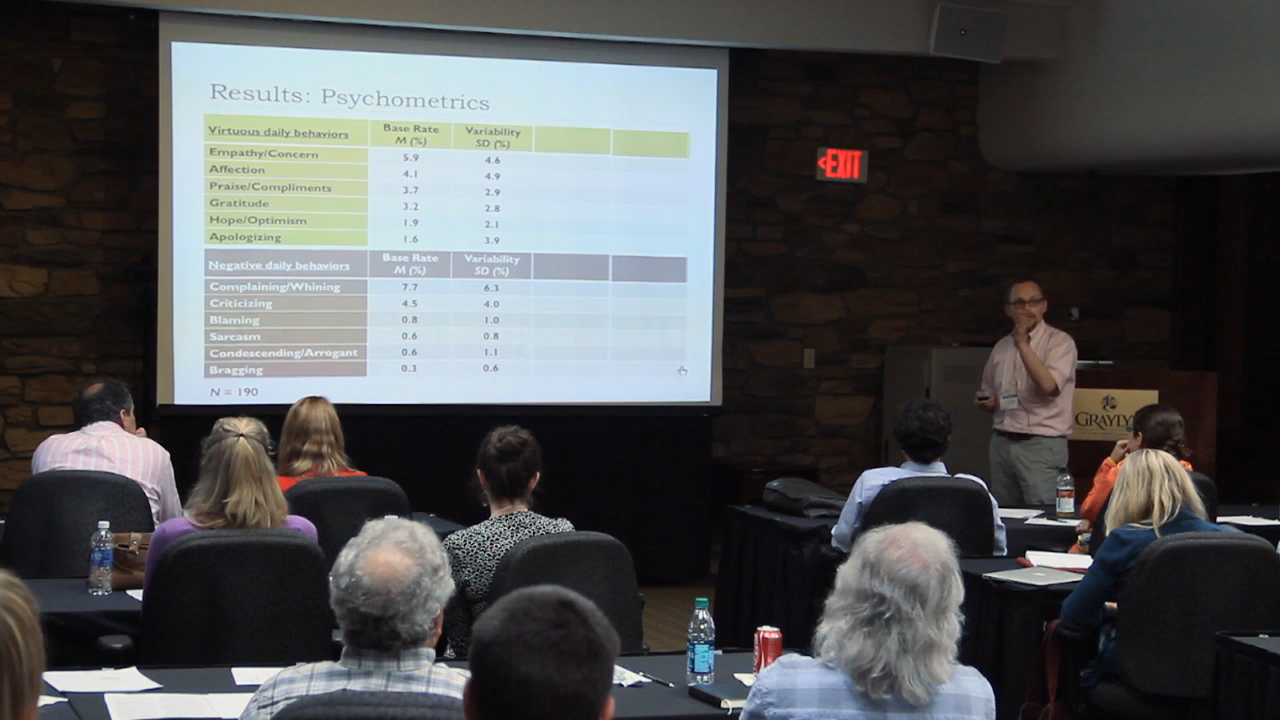 Results: Psychometrics
Virtuous daily behaviors Base Rate M (%) Variability SD (%)
Empathy/Concern 5.9 4.6
Affection 4.1 4.9
Praise/Compliments 3.7 2.9
Gratitude 3.2 2.8
Hope/Optimism 1.9 2.1
Apologizing 1.6 3.9
Negative daily behaviors Base Rate M (%) Variability SD (%)
Complaining/Whining 7.7 6.3
Criticizing 4.5 4.0
Blaming 0.8 1.0
Sarcasm 0.6 0.8
Condescending/Arrogant 0.6 1.1
Bragging 0.3 0.6
N = 190
<EXIT